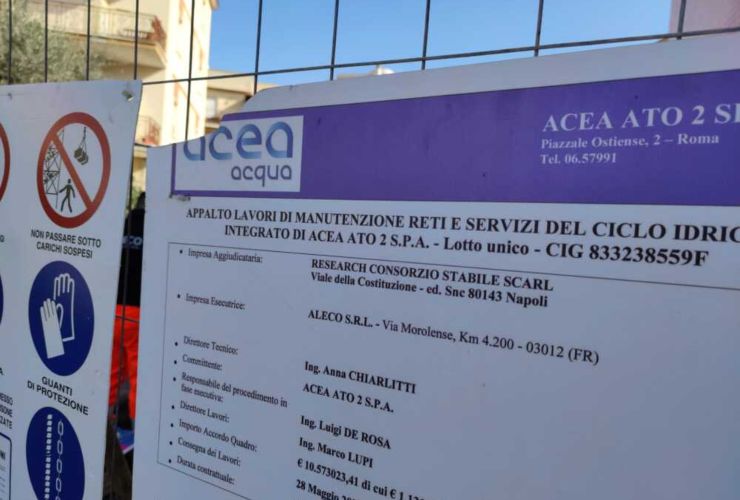 NON PASSARE SOTTO
CARICHI SOSPESI
GUANTI
DI PROTEZIONE
acea
acqua
ACEA ATO 2
Piazzale Ostiense, 2 – Roma
Tel. 06.57991
APPALTO LAVORI DI MANUTENZIONE RETI E SERVIZI DEL CICLO IDRIC
INTEGRATO DI ACEA ATO 2 S.P.A. - Lotto unico - CIG 833238559F
• Impresa Aggiudicataria: RESEARCH CONSORZIO STABILE SCARL
Viale della Costituzione - ed. Snc 80143 Napoli
• Impresa Esecutrice: ALECO S.R.L. - Via Morolense, Km 4.200 - 03012 (FR)
• Direttore Tecnico: Ing. Anna CHIARLITTI
• Committente: ACEA ATO 2 S.P.A.
• Responsabile del procedimento in
fase esecutiva: Ing. Luigi DE ROSA
• Direttore Lavori: Ing. Marco LUPI
• Importo Accordo Quadro: € 10.573023,41 di cui €
• Consegna dei Lavori: 28 Maggio
• Durata contrattuale: